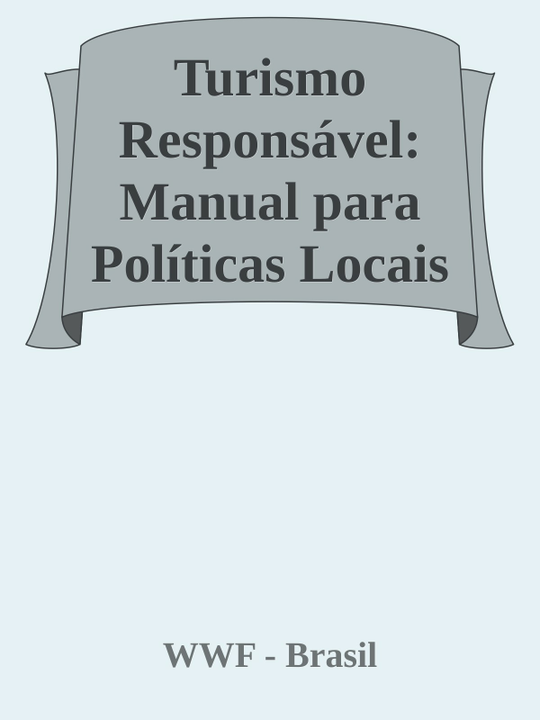 Turismo
Responsável:
Manual para
Políticas Locais
WWF - Brasil